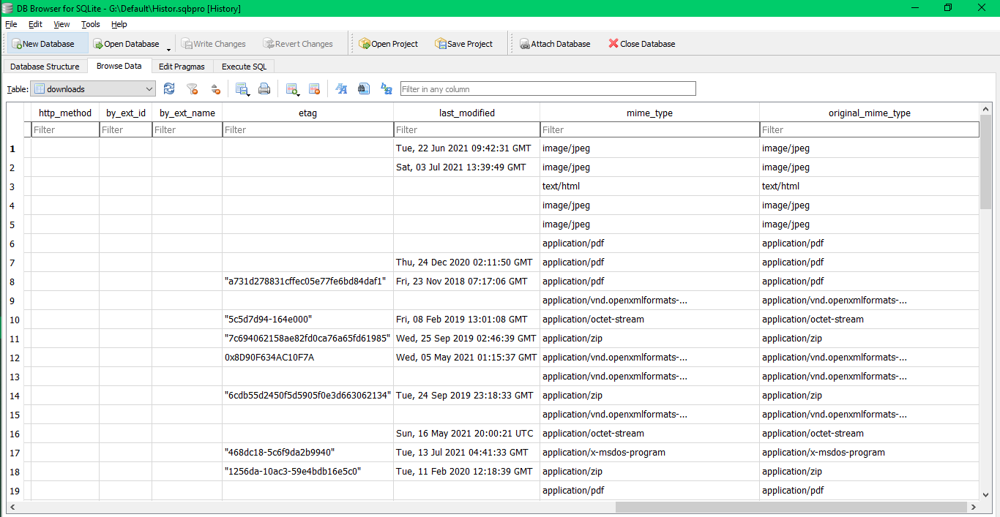 DB Browser for SQLite - G:\Default\Histor.sqbpro [History]
File Edit View Tools Help
New Database Open Database Write Changes Revert Changes Open Project Save Project Attach Database Close Database
Database Structure Browse Data Edit Pragmas Execute SQL
Table: downloads Filter in any column
http_method by_ext_id by_ext_name etag last_modified mime_type original_mime_type
Filter Filter Filter Filter Filter Filter Filter
1 Tue, 22 Jun 2021 09:42:31 GMT image/jpeg image/jpeg
2 Sat, 03 Jul 2021 13:39:49 GMT image/jpeg image/jpeg
3 text/html text/html
4 image/jpeg image/jpeg
5 image/jpeg image/jpeg
6 application/pdf application/pdf
7 Thu, 24 Dec 2020 02:11:50 GMT application/pdf application/pdf
8 "a731d278831cffec05e77fe6bd84daf1" Fri, 23 Nov 2018 07:17:06 GMT application/pdf application/pdf
9 application/vnd.openxmlformats-... application/vnd.openxmlformats-...
10 "5c5d7d94-164e000" Fri, 08 Feb 2019 13:01:08 GMT application/octet-stream application/octet-stream
11 "7c694062158ae82fd0ca76a65fd61985" Wed, 25 Sep 2019 02:46:39 GMT application/zip application/zip
12 0x8D90F634AC10F7A Wed, 05 May 2021 01:15:37 GMT application/vnd.openxmlformats-... application/vnd.openxmlformats-...
13 application/vnd.openxmlformats-... application/vnd.openxmlformats-...
14 "6cdb55d2450f5d5905f0e3d663062134" Tue, 24 Sep 2019 23:18:33 GMT application/zip application/zip
15 application/vnd.openxmlformats-... application/vnd.openxmlformats-...
16 Sun, 16 May 2021 20:00:21 UTC application/octet-stream application/octet-stream
17 "468dc18-5c6f9da2b9940" Tue, 13 Jul 2021 04:41:33 GMT application/x-msdos-program application/x-msdos-program
18 "1256da-10ac3-59e4bdb16e5c0" Tue, 11 Feb 2020 12:18:39 GMT application/zip application/zip
19 application/pdf application/pdf